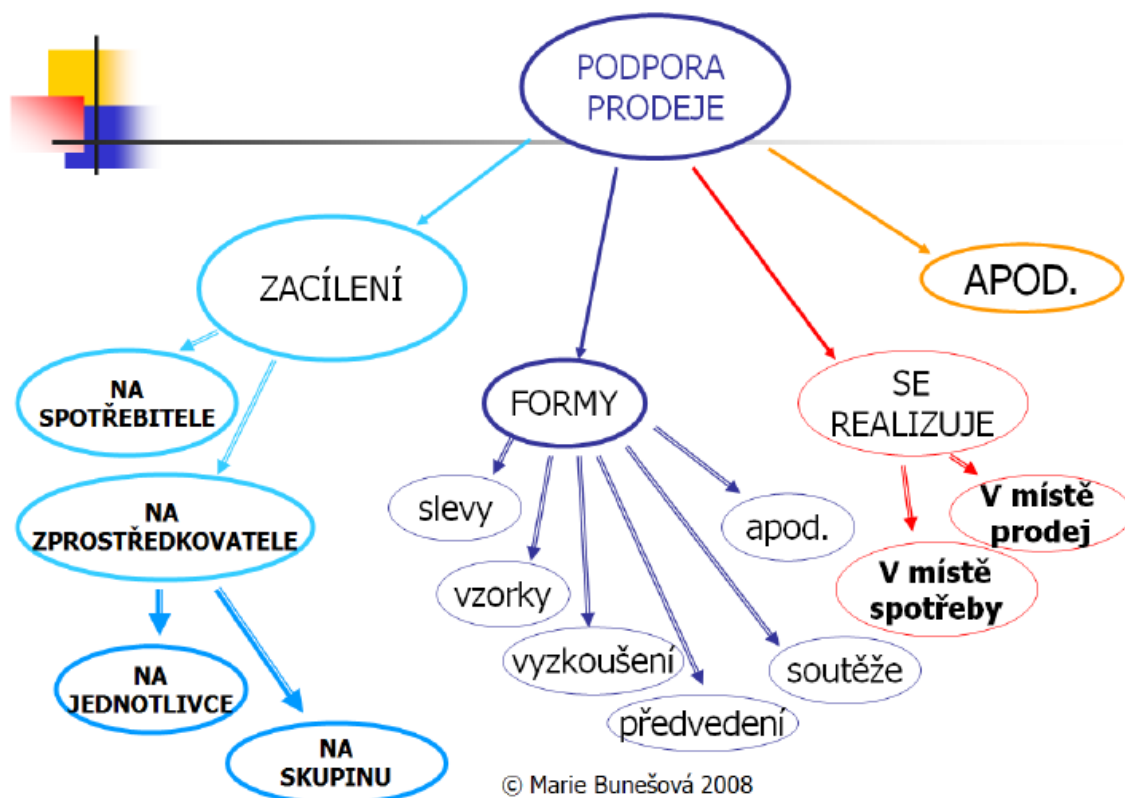 PODPORA
PRODEJE
ZACÍLENÍ
APOD.
NA
SPOTŘEBITELE
FORMY
SE
REALIZUJE
NA
ZPROSTŘEDKOVATELE
slevy
apod.
V místě
prodej
vzorky
V místě
spotřeby
vyzkoušení
soutěže
předvedení
NA
JEDNOTLIVCE
NA
SKUPINU
© Marie Bunešová 2008